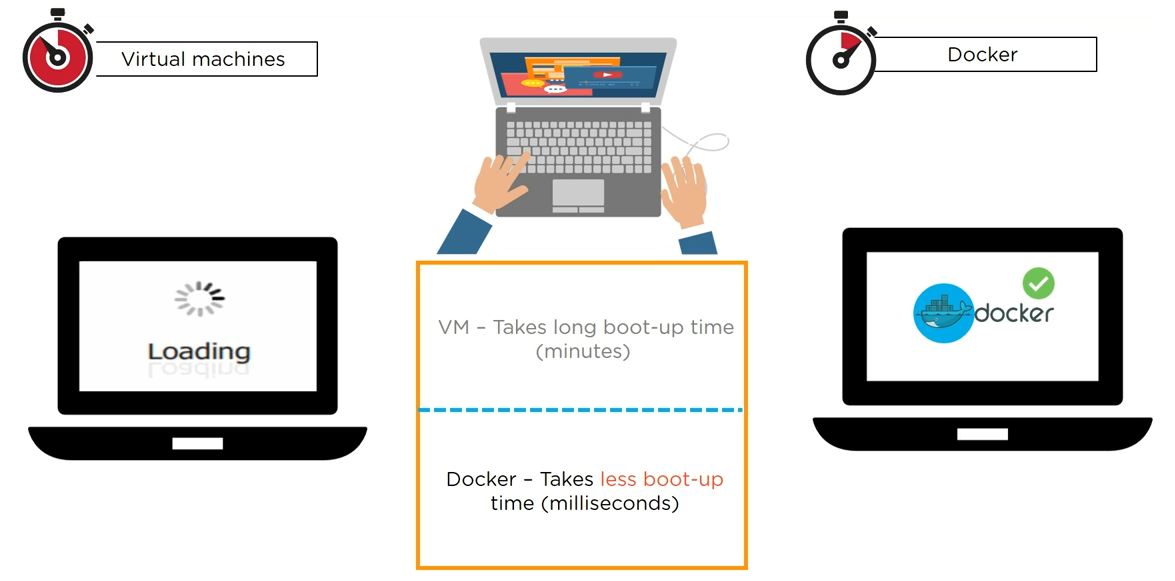 Virtual machines
Docker
Loading
docker
VM – Takes long boot-up time
(minutes)
Docker – Takes less boot-up
time (milliseconds)